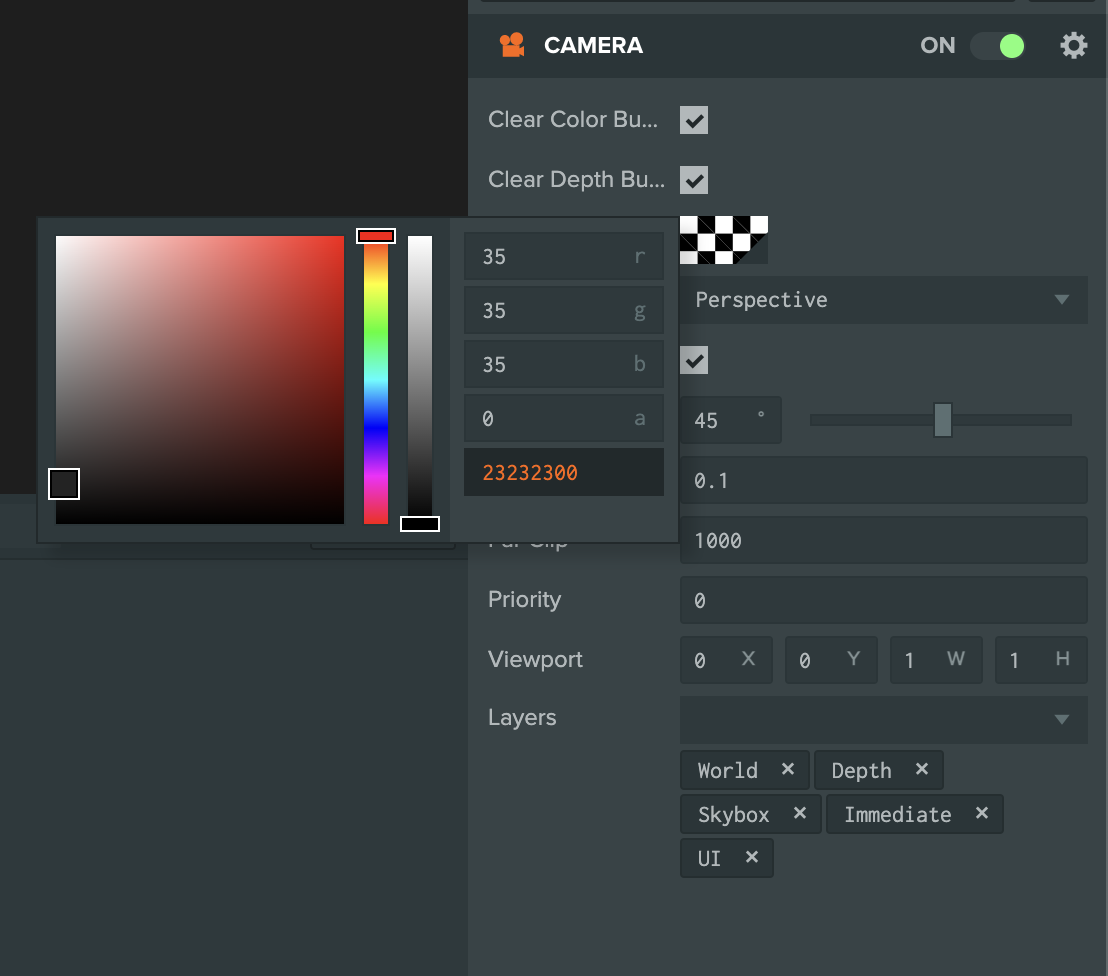 CAMERA ON
Clear Color Bu...
Clear Depth Bu...
35 r
35 g
35 b
0 a
23232300
Perspective
45 °
0.1
1000
Priority 0
Viewport 0 X 0 Y 1 W 1 H
Layers
World × Depth ×
Skybox × Immediate ×
UI ×